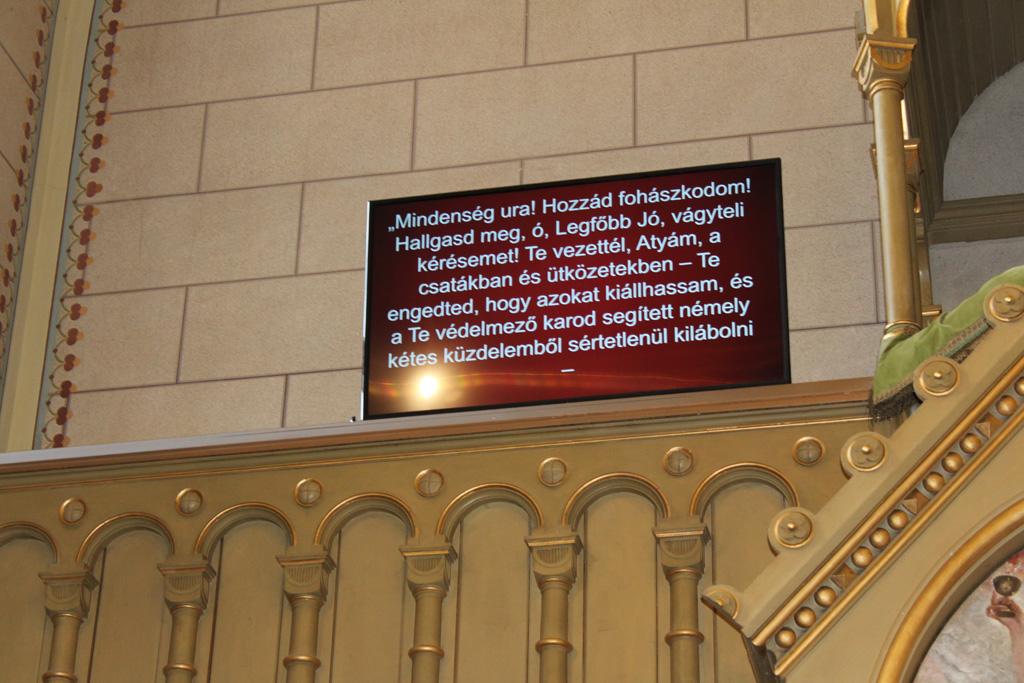 „Mindenség ura! Hozzád fohászkodom!
Hallgasd meg, ó, Legfőbb Jó, vágyteli
kérésemet! Te vezettél, Atyám, a
csatákban és ütközetekben – Te
engedted, hogy azokat kiállhassam, és
a Te védelmező karod segített némely
kétes küzdelemből sértetlenül kilábolni
–